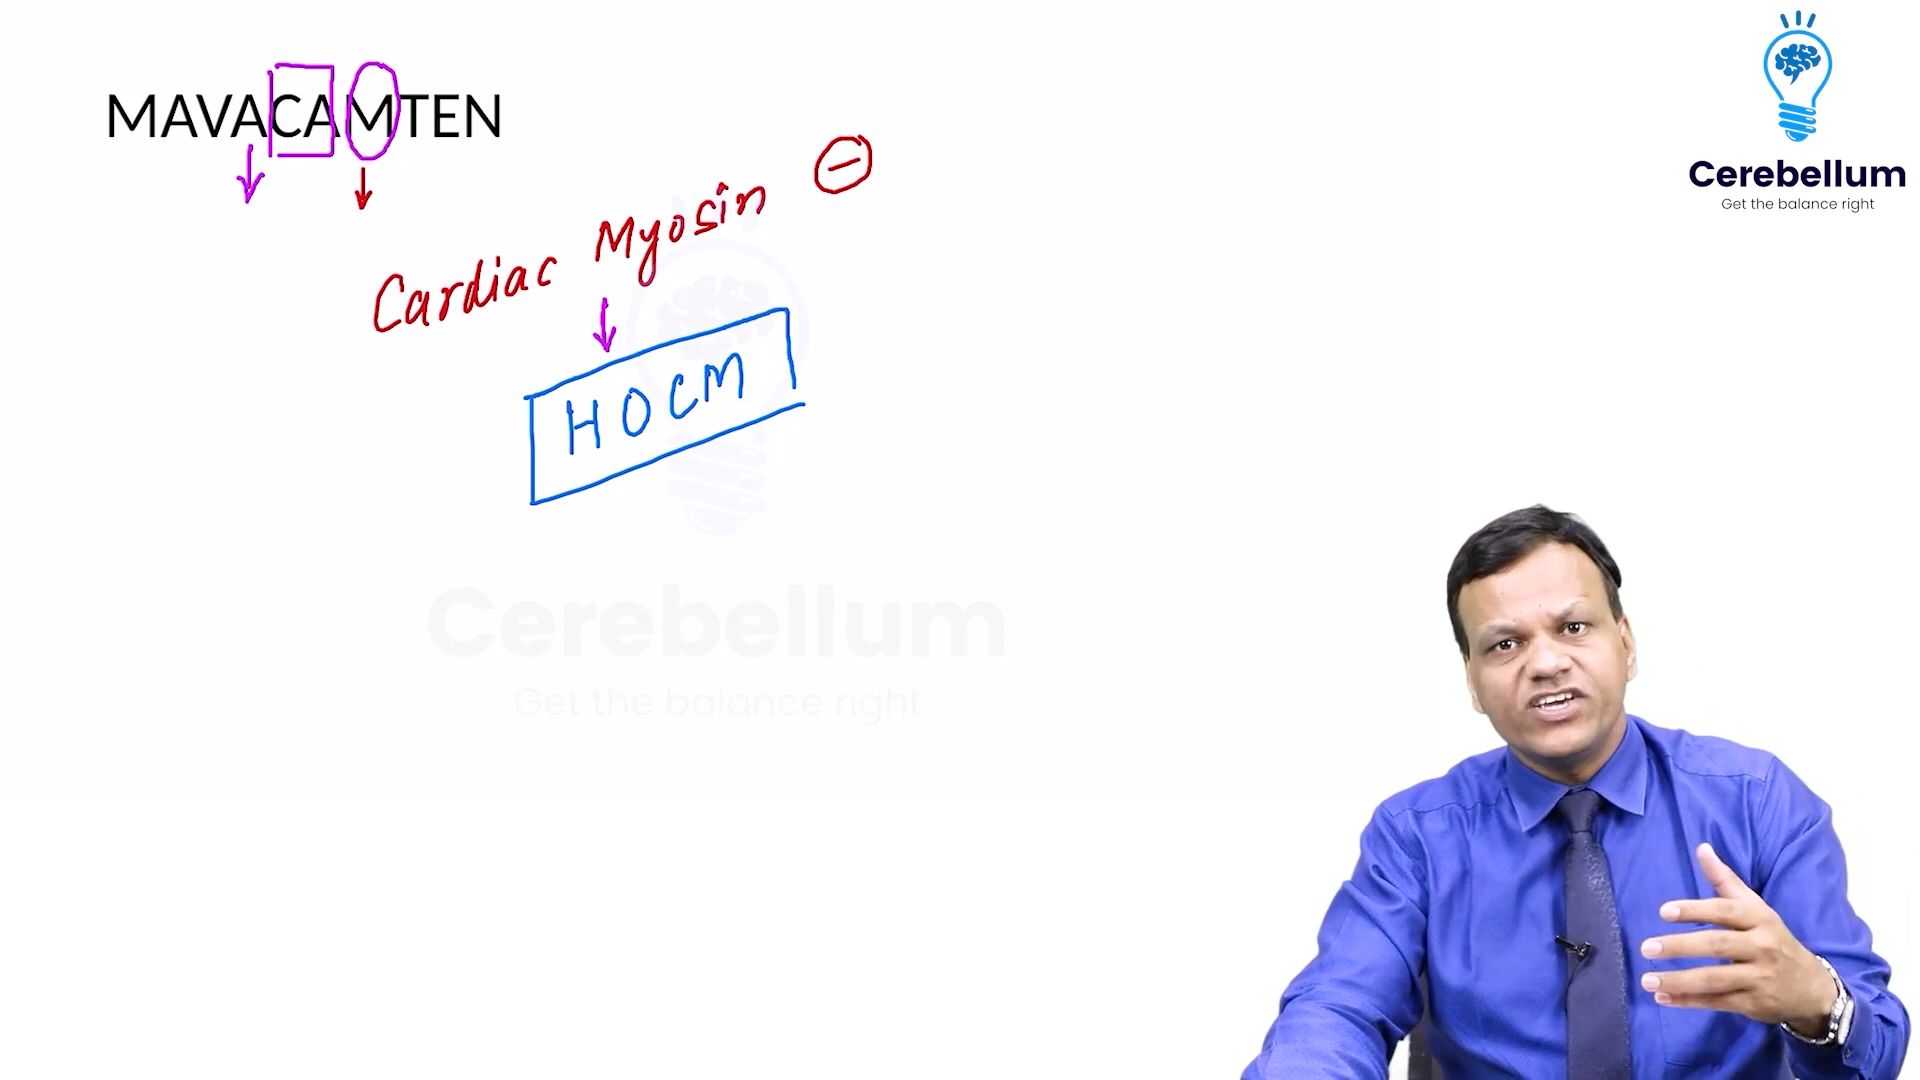 MAVACAMTEN
Cardiac Myosin ⊖
HOCM
Cerebellum
Get the balance right
Cerebellum
Get the balance right